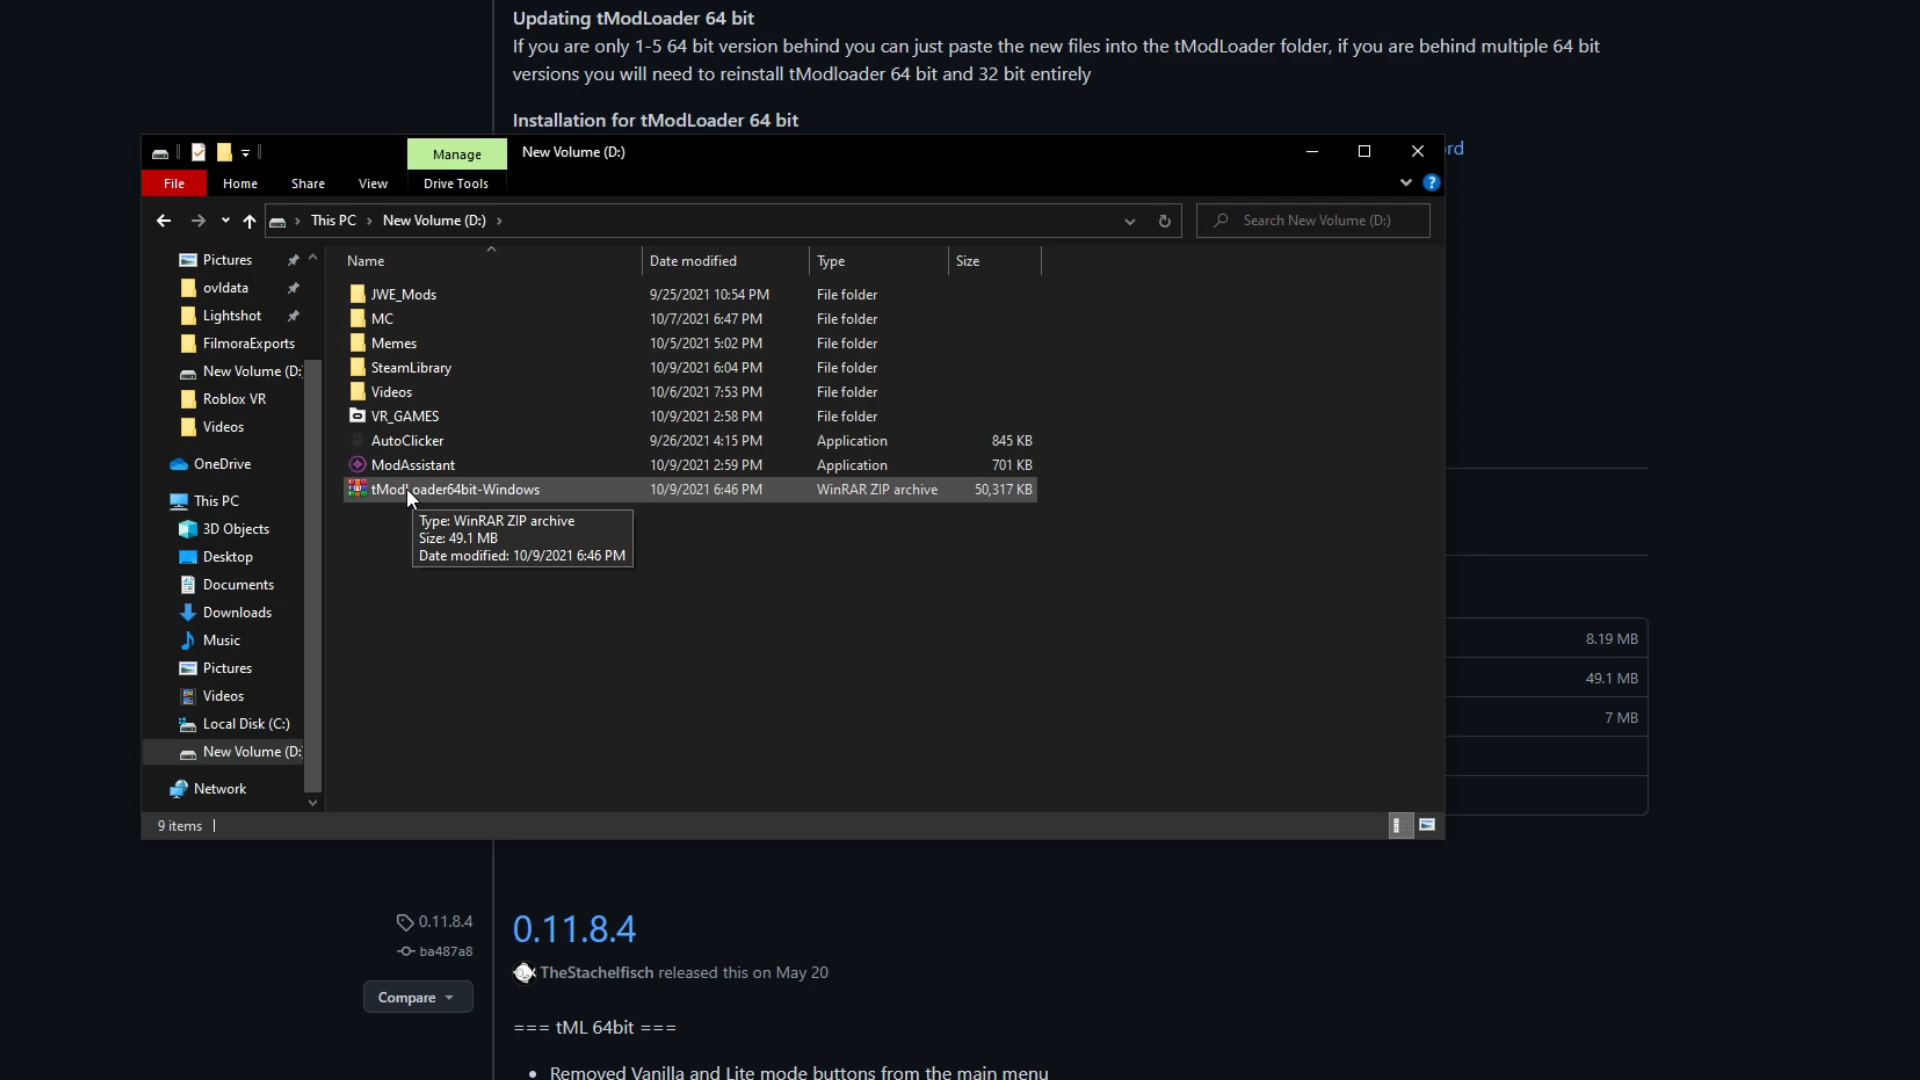 Updating tModLoader 64 bit
If you are only 1-5 64 bit version behind you can just paste the new files into the tModLoader folder, if you are behind multiple 64 bit
versions you will need to reinstall tModloader 64 bit and 32 bit entirely
Installation for tModLoader 64 bit
rd
Manage
New Volume (D:)
File
Home
Share
View
Drive Tools
This PC
New Volume (D:)
Search New Volume (D:)
Pictures
ovldata
Lightshot
FilmoraExports
New Volume (D:
Roblox VR
Videos
OneDrive
This PC
3D Objects
Desktop
Documents
Downloads
Music
Pictures
Videos
Local Disk (C:)
New Volume (D:
Network
Name Date modified Type Size
JWE_Mods 9/25/2021 10:54 PM File folder
MC 10/7/2021 6:47 PM File folder
Memes 10/5/2021 5:02 PM File folder
SteamLibrary 10/9/2021 6:04 PM File folder
Videos 10/6/2021 7:53 PM File folder
VR_GAMES 10/9/2021 2:58 PM File folder
AutoClicker 9/26/2021 4:15 PM Application 845 KB
ModAssistant 10/9/2021 2:59 PM Application 701 KB
tModLoader64bit-Windows 10/9/2021 6:46 PM WinRAR ZIP archive 50,317 KB
Type: WinRAR ZIP archive
Size: 49.1 MB
Date modified: 10/9/2021 6:46 PM
9 items
8.19 MB
49.1 MB
7 MB
0.11.8.4
ba487a8
Compare
0.11.8.4
TheStachelfisch released this on May 20
=== tML 64bit ===
• Removed Vanilla and Lite mode buttons from the main menu